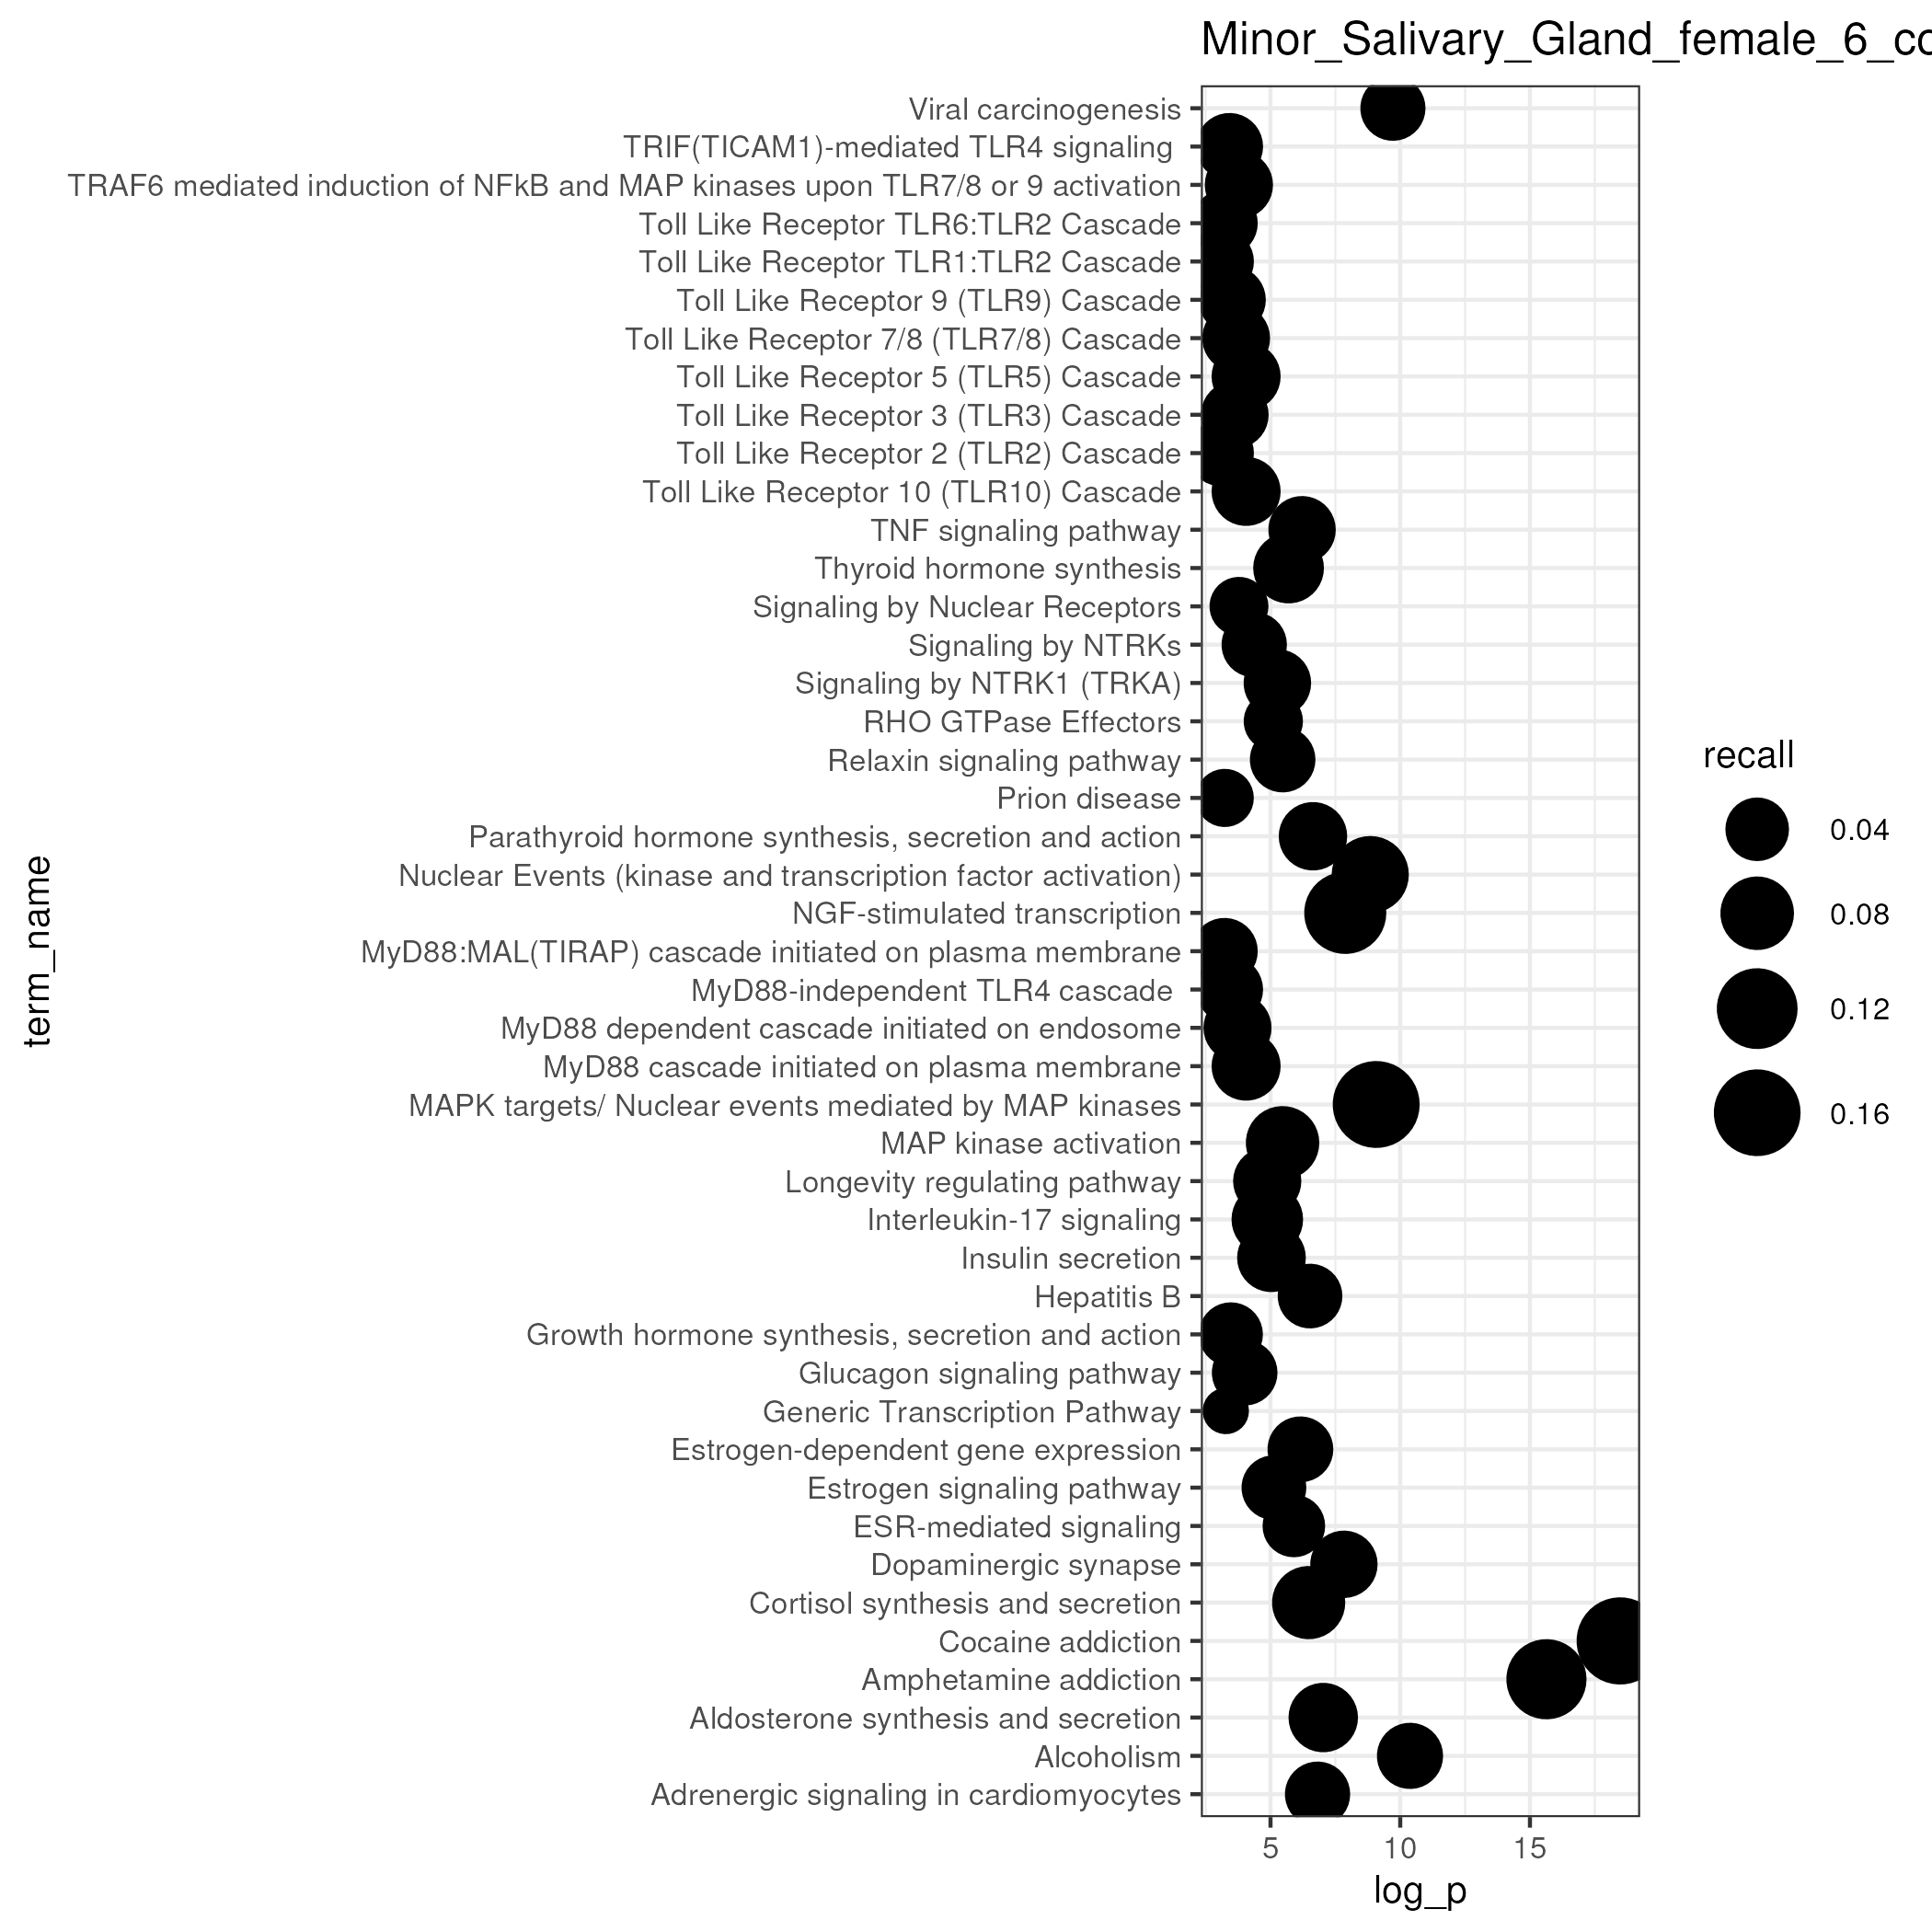 Minor_Salivary_Gland_female_6_cc
Viral carcinogenesis
TRIF(TICAM1)-mediated TLR4 signaling
TRAF6 mediated induction of NFkB and MAP kinases upon TLR7/8 or 9 activation
Toll Like Receptor TLR6:TLR2 Cascade
Toll Like Receptor TLR1:TLR2 Cascade
Toll Like Receptor 9 (TLR9) Cascade
Toll Like Receptor 7/8 (TLR7/8) Cascade
Toll Like Receptor 5 (TLR5) Cascade
Toll Like Receptor 3 (TLR3) Cascade
Toll Like Receptor 2 (TLR2) Cascade
Toll Like Receptor 10 (TLR10) Cascade
TNF signaling pathway
Thyroid hormone synthesis
Signaling by Nuclear Receptors
Signaling by NTRKs
Signaling by NTRK1 (TRKA)
RHO GTPase Effectors
Relaxin signaling pathway
Prion disease
Parathyroid hormone synthesis, secretion and action
Nuclear Events (kinase and transcription factor activation)
NGF-stimulated transcription
MyD88:MAL(TIRAP) cascade initiated on plasma membrane
MyD88-independent TLR4 cascade
MyD88 dependent cascade initiated on endosome
MyD88 cascade initiated on plasma membrane
MAPK targets/ Nuclear events mediated by MAP kinases
MAP kinase activation
Longevity regulating pathway
Interleukin-17 signaling
Insulin secretion
Hepatitis B
Growth hormone synthesis, secretion and action
Glucagon signaling pathway
Generic Transcription Pathway
Estrogen-dependent gene expression
Estrogen signaling pathway
ESR-mediated signaling
Dopaminergic synapse
Cortisol synthesis and secretion
Cocaine addiction
Amphetamine addiction
Aldosterone synthesis and secretion
Alcoholism
Adrenergic signaling in cardiomyocytes
term_name
5 10 15
log_p
recall
0.04
0.08
0.12
0.16